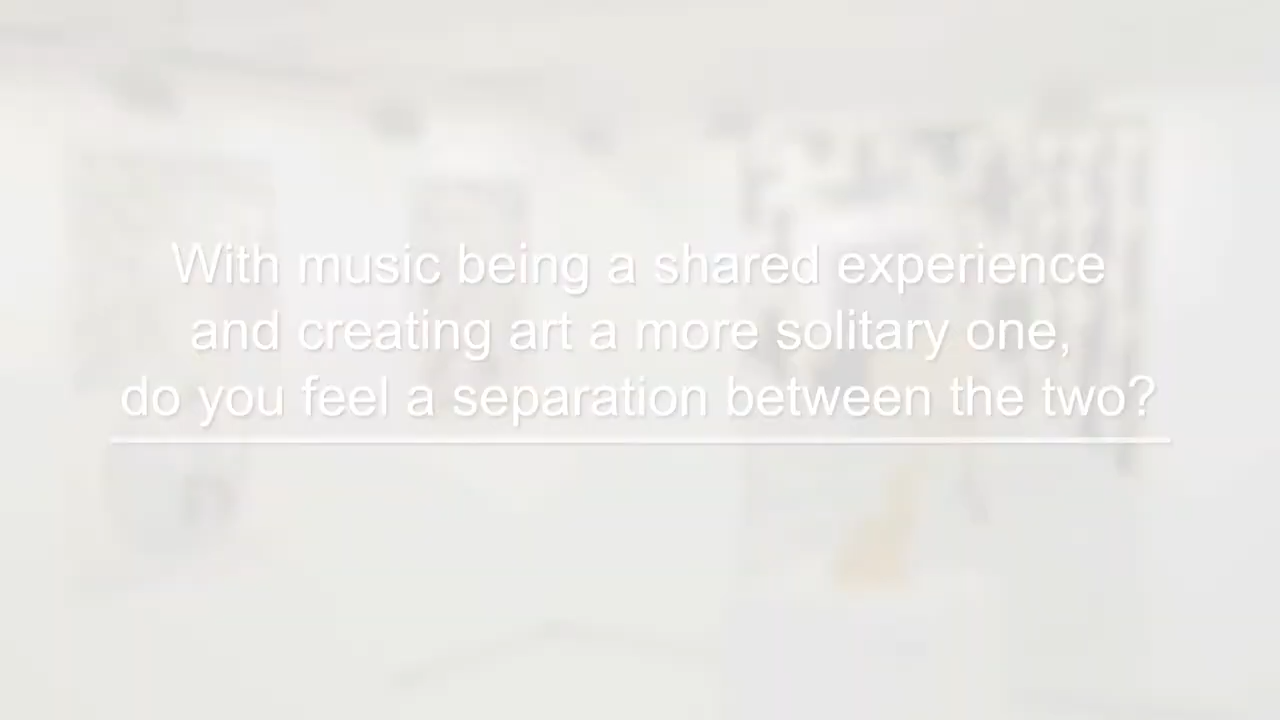 With music being a shared experience
and creating art a more solitary one,
do you feel a separation between the two?